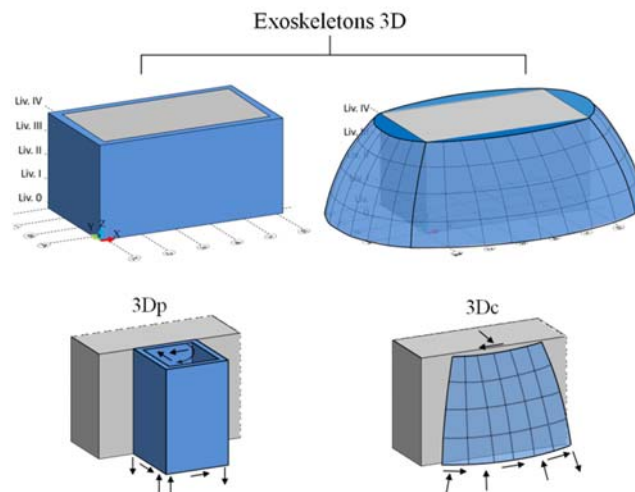 Exoskeletons 3D
Liv. IV
Liv. III
Liv. II
Liv. I
Liv. 0
Y
Z
X
Liv. IV
3Dp
3Dc